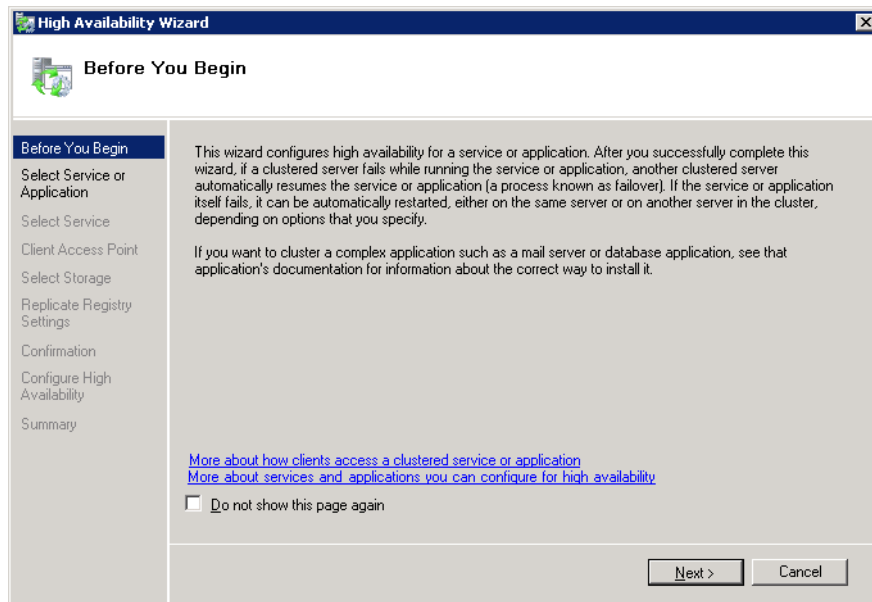 High Availability Wizard
Before You Begin
Before You Begin
Select Service or
Application
Select Service
Client Access Point
Select Storage
Replicate Registry
Settings
Confirmation
Configure High
Availability
Summary
This wizard configures high availability for a service or application. After you successfully complete this
wizard, if a clustered server fails while running the service or application, another clustered server
automatically resumes the service or application (a process known as failover). If the service or application
itself fails, it can be automatically restarted, either on the same server or on another server in the cluster,
depending on options that you specify.
If you want to cluster a complex application such as a mail server or database application, see that
application's documentation for information about the correct way to install it.
More about how clients access a clustered service or application
More about services and applications you can configure for high availability
Do not show this page again
Next >
Cancel